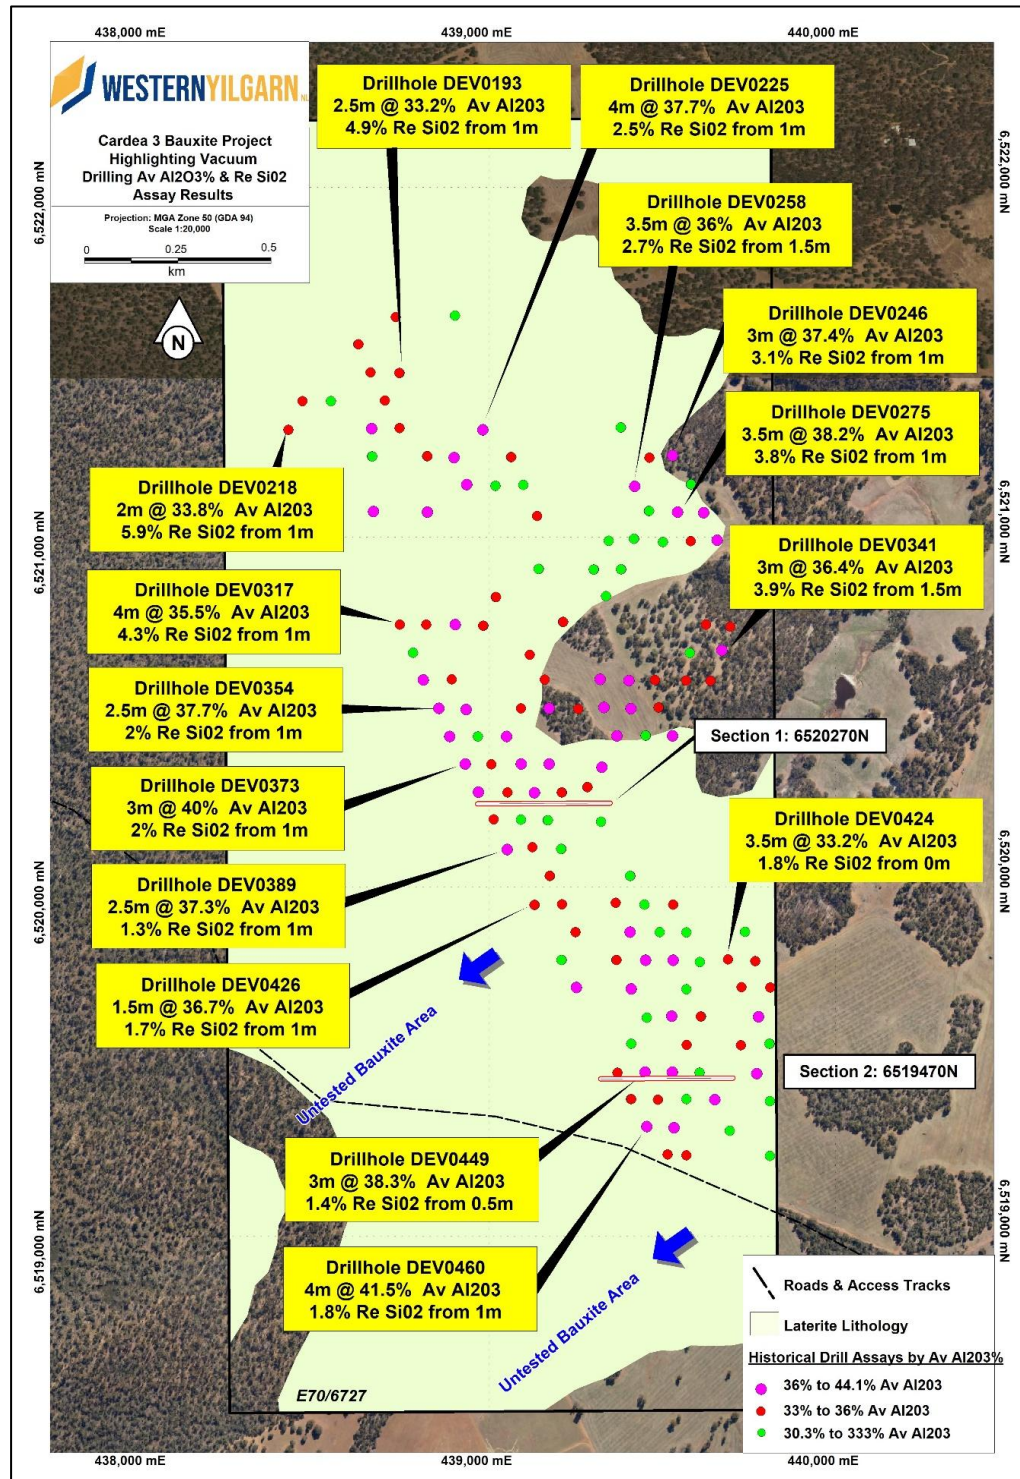 438,000 mE
439,000 mE
440,000 mE
WESTERNYILGARN NL
Cardea 3 Bauxite Project
Highlighting Vacuum
Drilling Av Al2O3% & Re Si02
Assay Results
Projection: MGA Zone 50 (GDA 94)
Scale 1:20,000
0 0.25 0.5
km
N
6,522,000 mN
6,522,000 mN
Drillhole DEV0193
2.5m @ 33.2% Av Al203
4.9% Re Si02 from 1m
Drillhole DEV0225
4m @ 37.7% Av Al203
2.5% Re Si02 from 1m
Drillhole DEV0258
3.5m @ 36% Av Al203
2.7% Re Si02 from 1.5m
Drillhole DEV0246
3m @ 37.4% Av Al203
3.1% Re Si02 from 1m
Drillhole DEV0275
3.5m @ 38.2% Av Al203
3.8% Re Si02 from 1m
Drillhole DEV0218
2m @ 33.8% Av Al203
5.9% Re Si02 from 1m
6,521,000 mN
6,521,000 mN
Drillhole DEV0341
3m @ 36.4% Av Al203
3.9% Re Si02 from 1.5m
Drillhole DEV0317
4m @ 35.5% Av Al203
4.3% Re Si02 from 1m
Drillhole DEV0354
2.5m @ 37.7% Av Al203
2% Re Si02 from 1m
Section 1: 6520270N
Drillhole DEV0373
3m @ 40% Av Al203
2% Re Si02 from 1m
Drillhole DEV0424
3.5m @ 33.2% Av Al203
1.8% Re Si02 from 0m
6,520,000 mN
6,520,000 mN
Drillhole DEV0389
2.5m @ 37.3% Av Al203
1.3% Re Si02 from 1m
Drillhole DEV0426
1.5m @ 36.7% Av Al203
1.7% Re Si02 from 1m
Untested Bauxite Area
Section 2: 6519470N
Drillhole DEV0449
3m @ 38.3% Av Al203
1.4% Re Si02 from 0.5m
6,519,000 mN
6,519,000 mN
Drillhole DEV0460
4m @ 41.5% Av Al203
1.8% Re Si02 from 1m
Untested Bauxite Area
E70/6727
Roads & Access Tracks
Laterite Lithology
Historical Drill Assays by Av Al203%
36% to 44.1% Av Al203
33% to 36% Av Al203
30.3% to 333% Av Al203
438,000 mE
439,000 mE
440,000 mE